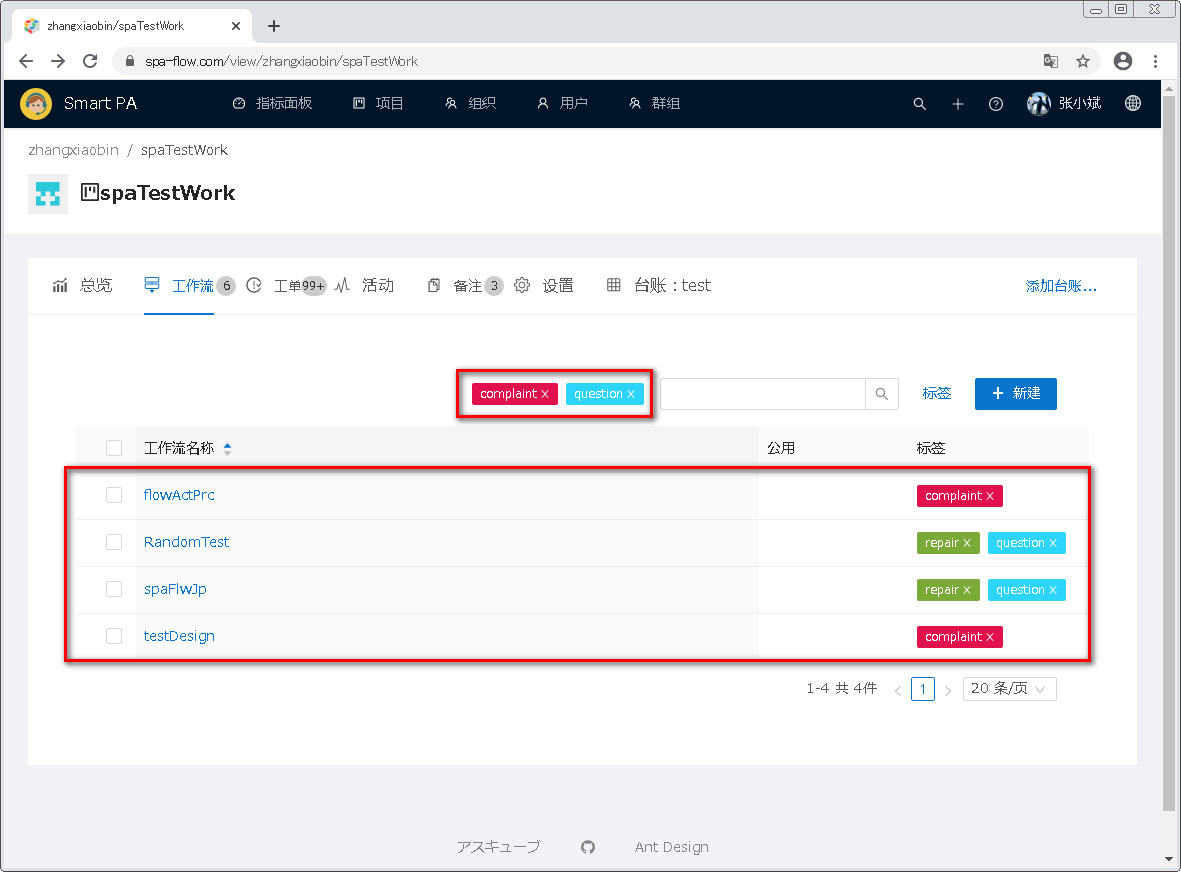 zhangxiaobin/spaTestWork
spa-flow.com/view/zhangxiaobin/spaTestWork
Smart PA 指标面板 项目 组织 用户 群组 张小斌
zhangxiaobin / spaTestWork
spaTestWork
总览 工作流 6 工单 99+ 活动 备注 3 设置 台账：test 添加台账...
complaint × question × 标签 + 新建
工作流名称 公用 标签
flowActPrc complaint ×
RandomTest repair × question ×
spaFlwJp repair × question ×
testDesign complaint ×
1-4 共 4件 < 1 > 20 条/页
アスキューブ Ant Design